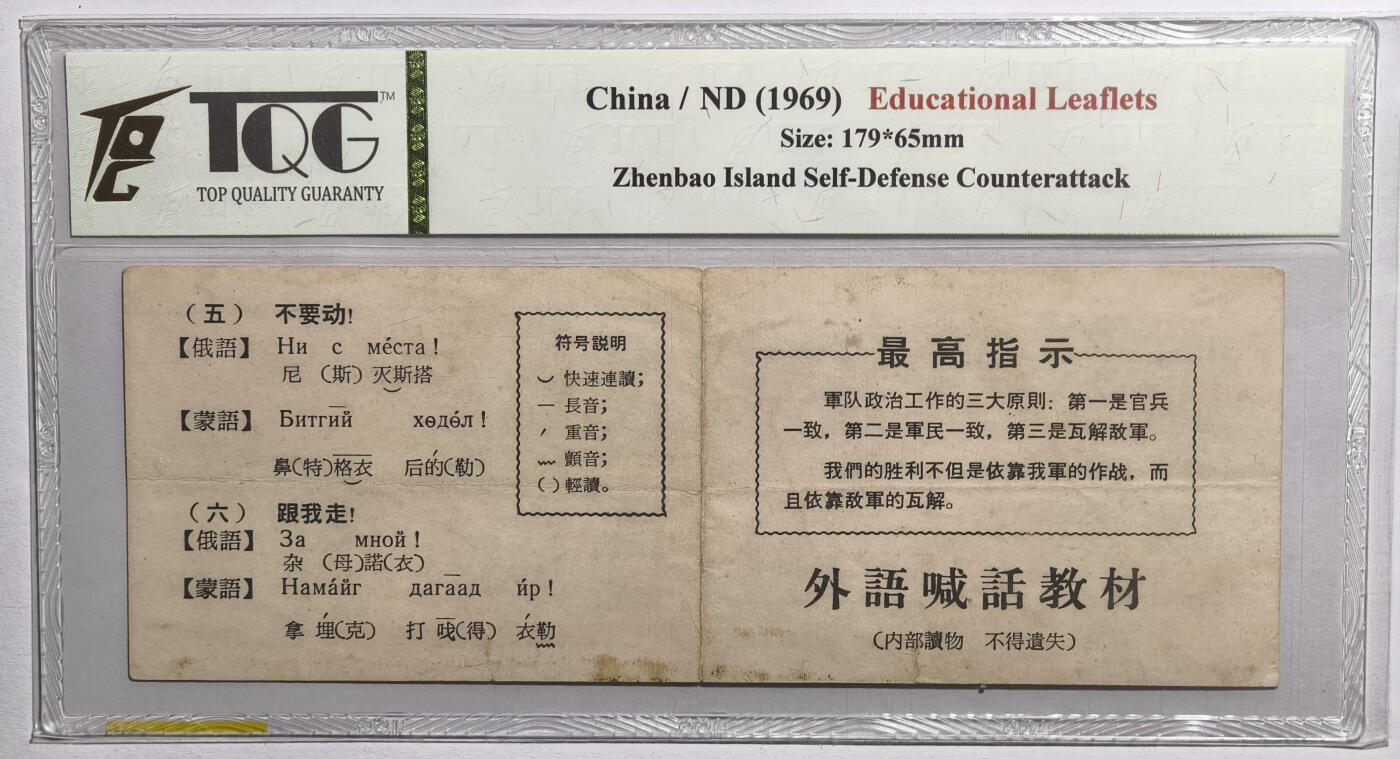 TQG™
TOP QUALITY GUARANTY
China / ND (1969) Educational Leaflets
Size: 179*65mm
Zhenbao Island Self-Defense Counterattack
(五) 不要动!
【俄語】 Ни с ме́ста!
尼 (斯) 灭斯搭
【蒙語】 Битгий хөдө́л!
鼻(特)格衣 后的(勒)
(六) 跟我走!
【俄語】 За мной!
杂 (母)諾(衣)
【蒙語】 Нама́йг дагаад и́р!
拿 埋(克) 打 戗(得) 衣勒
符号説明
⌣ 快速連讀;
— 長音;
ˊ 重音;
﹏ 顫音;
( ) 輕讀。
最高指示
軍队政治工作的三大原則: 第一是官兵
一致, 第二是軍民一致, 第三是瓦解敌軍。
我們的胜利不但是依靠我軍的作战, 而
且依靠敌軍的瓦解。
外語喊話教材
(内部讀物 不得遺失)